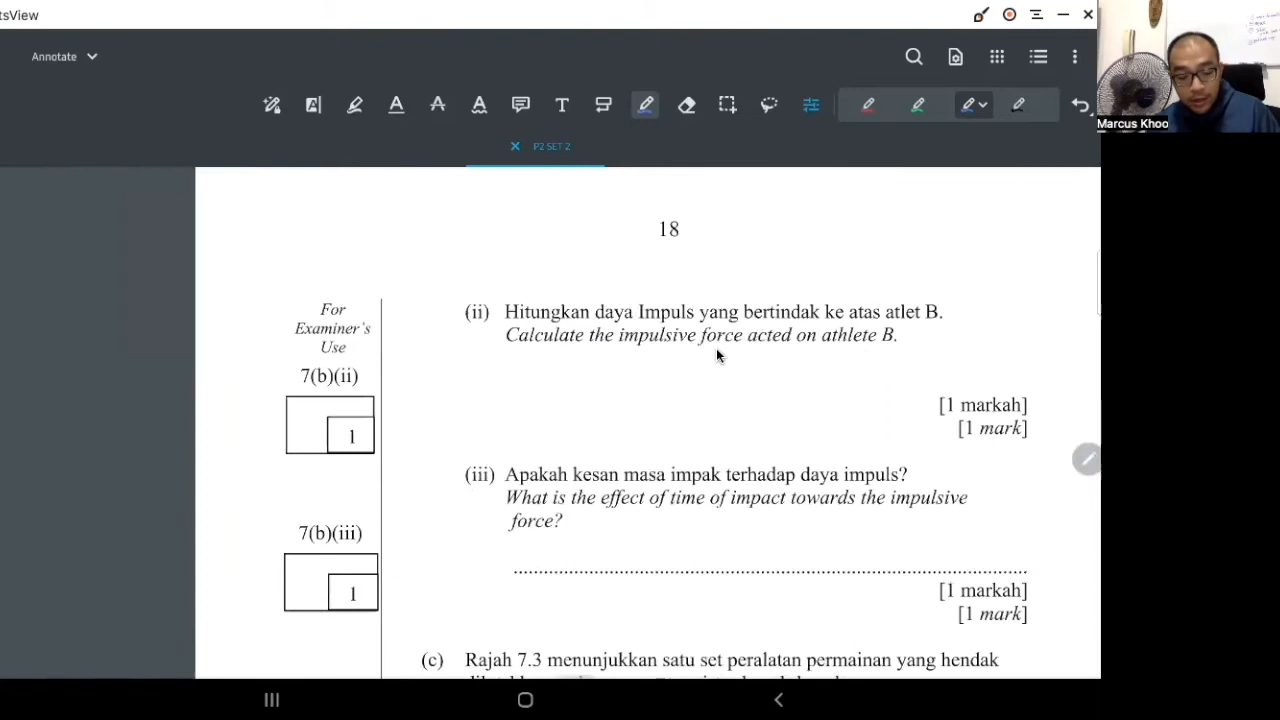 tsView
Annotate
T
P2 SET 2
Marcus Khoo
18
For
Examiner's
Use
7(b)(ii)
1
(ii) Hitungkan daya Impuls yang bertindak ke atas atlet B.
Calculate the impulsive force acted on athlete B.
[1 markah]
[1 mark]
7(b)(iii)
1
(iii) Apakah kesan masa impak terhadap daya impuls?
What is the effect of time of impact towards the impulsive
force?
[1 markah]
[1 mark]
(c) Rajah 7.3 menunjukkan satu set peralatan permainan yang hendak